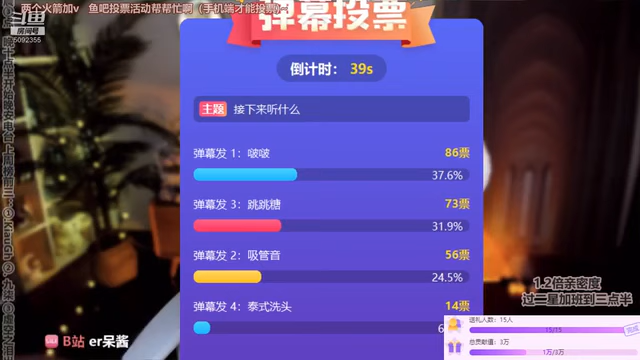 两个火箭加v 鱼吧投票活动帮帮忙啊（手机端才能投票)~
房间号
5092355
弹幕投票
倒计时： 39s
主题 接下来听什么
弹幕发 1：啵啵 86票
37.6%
弹幕发 3：跳跳糖 73票
31.9%
弹幕发 2：吸管音 56票
24.5%
弹幕发 4：泰式洗头 14票
1.2倍亲密度
过二星加班到三点半
送礼人数：15人
15/15
完成
总贡献值：3万
1万/3万
B站 er呆酱